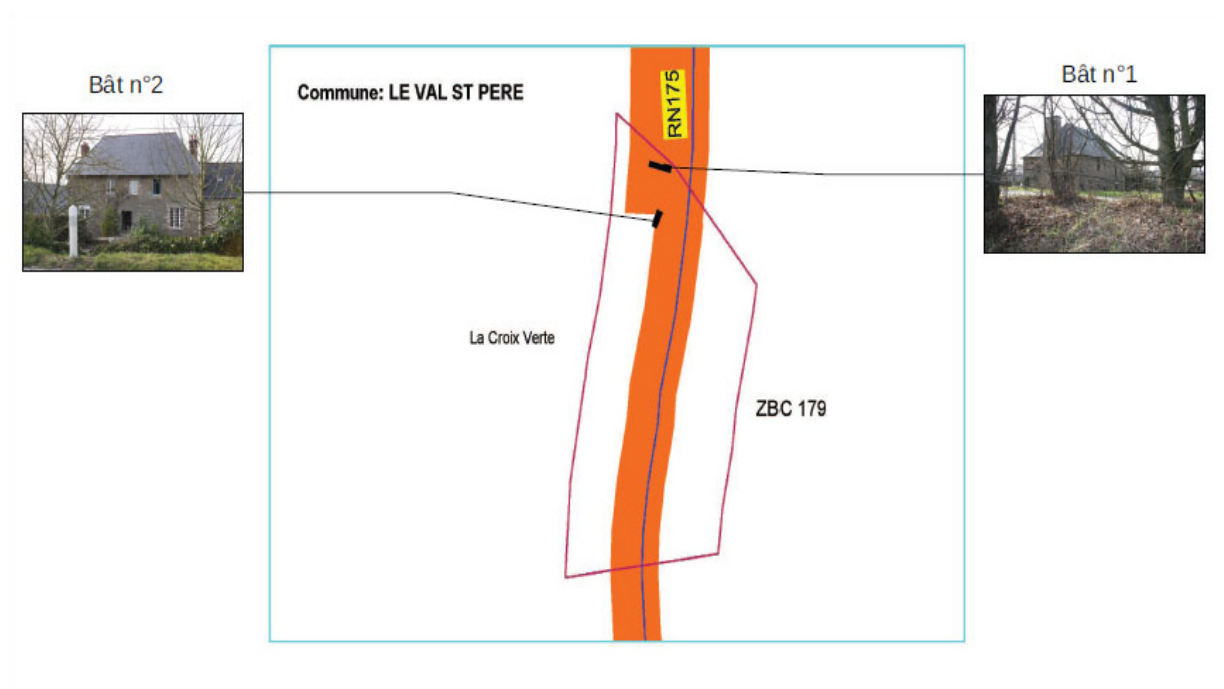 Bât n°2
Bât n°1
Commune: LE VAL ST PERE
RN175
La Croix Verte
ZBC 179